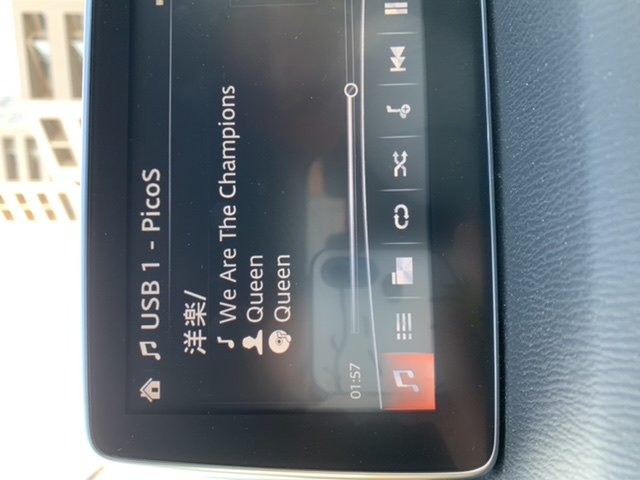 USB 1 - PicoS
洋楽/
We Are The Champions
Queen
Queen
01:57